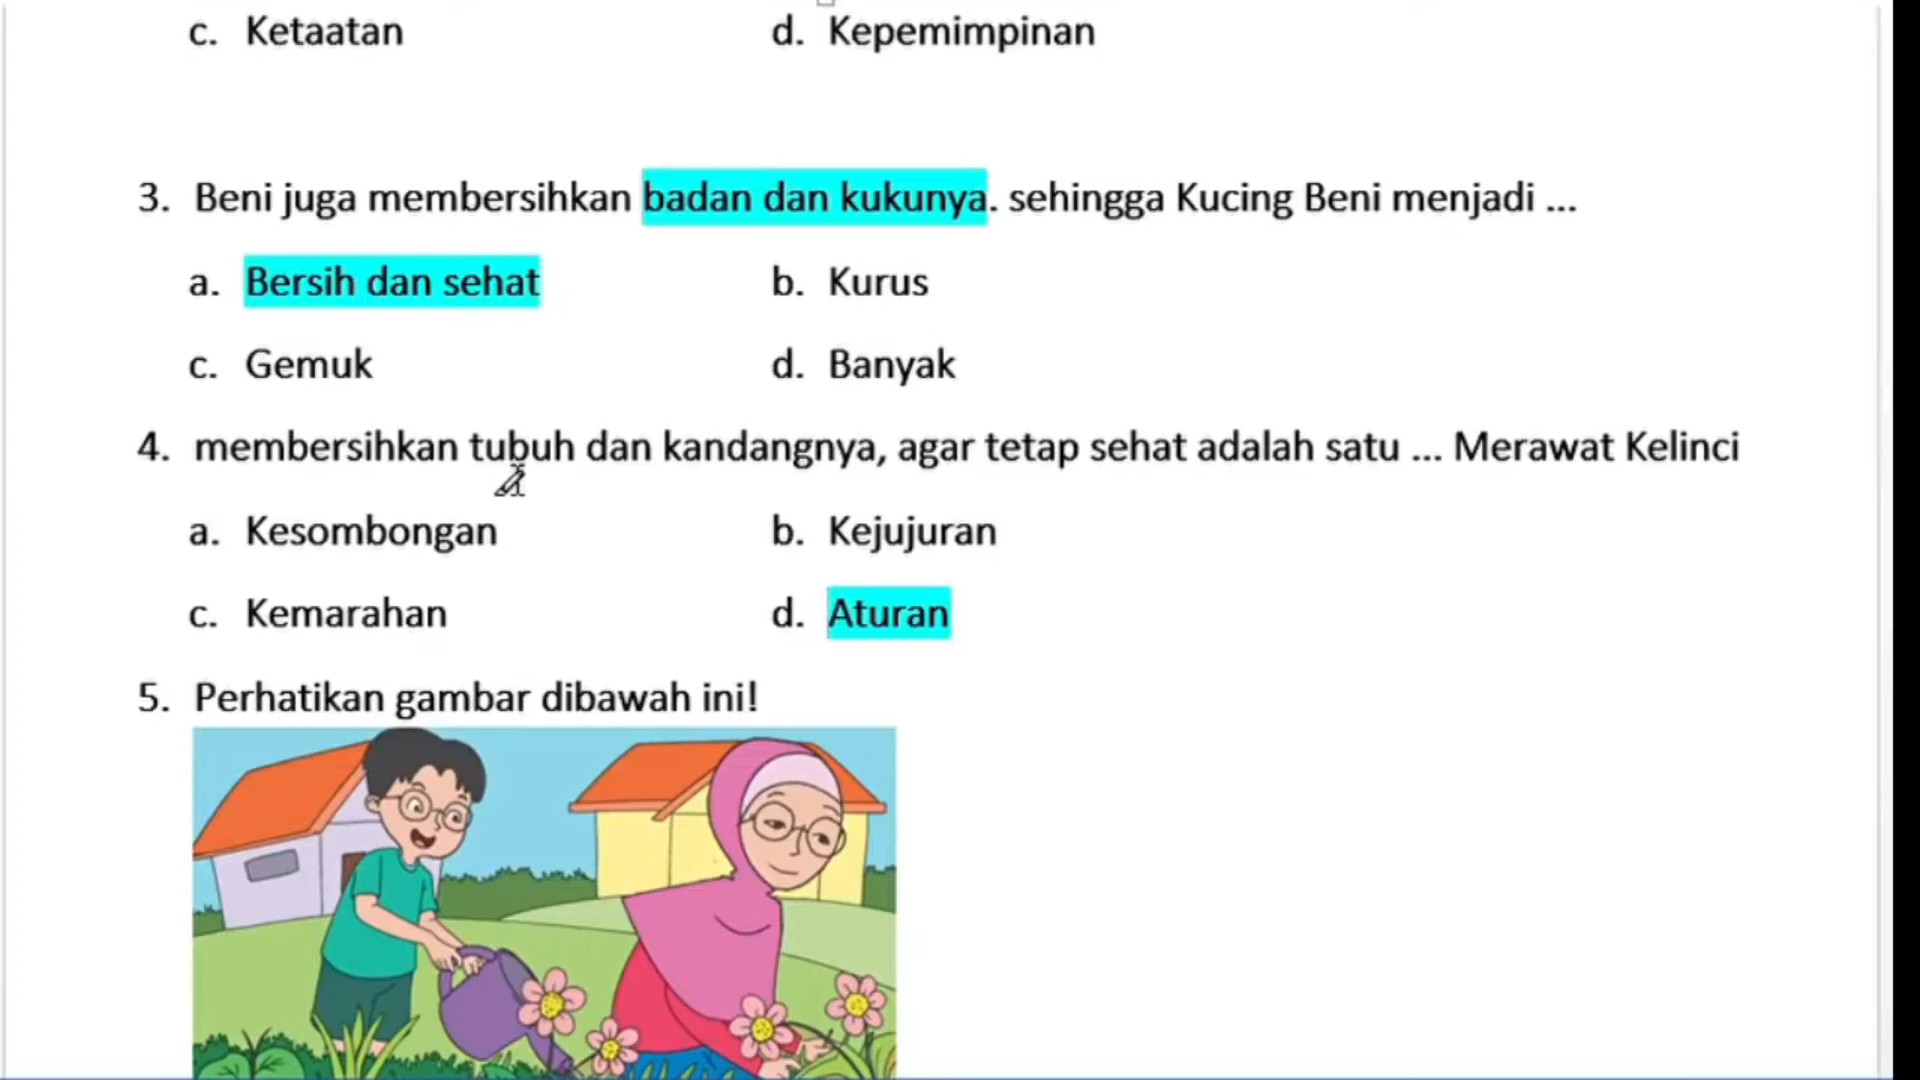 c. Ketaatan d. Kepemimpinan
3. Beni juga membersihkan badan dan kukunya. sehingga Kucing Beni menjadi ...
a. Bersih dan sehat b. Kurus
c. Gemuk d. Banyak
4. membersihkan tubuh dan kandangnya, agar tetap sehat adalah satu ... Merawat Kelinci
a. Kesombongan b. Kejujuran
c. Kemarahan d. Aturan
5. Perhatikan gambar dibawah ini!